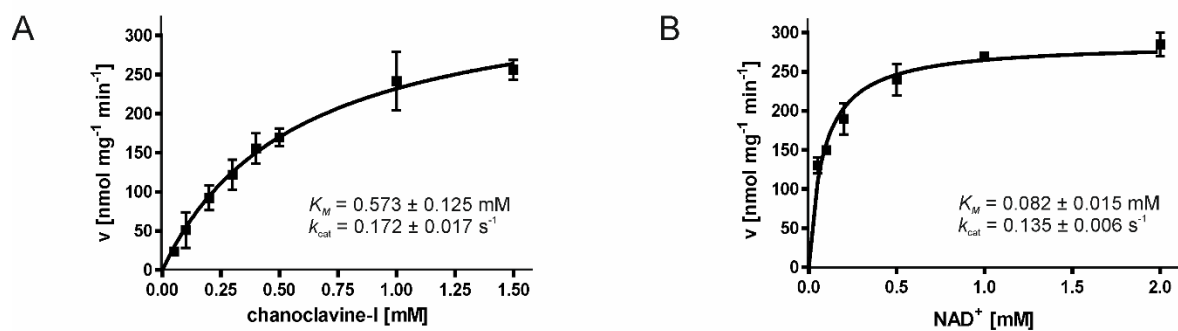 A
v [nmol mg⁻¹ min⁻¹]
300
250
200
150
100
50
0
K_M = 0.573 ± 0.125 mM
k_cat = 0.172 ± 0.017 s⁻¹
0.00 0.25 0.50 0.75 1.00 1.25 1.50
chanoclavine-I [mM]
B
v [nmol mg⁻¹ min⁻¹]
300
250
200
150
100
50
0
K_M = 0.082 ± 0.015 mM
k_cat = 0.135 ± 0.006 s⁻¹
0.0 0.5 1.0 1.5 2.0
NAD⁺ [mM]